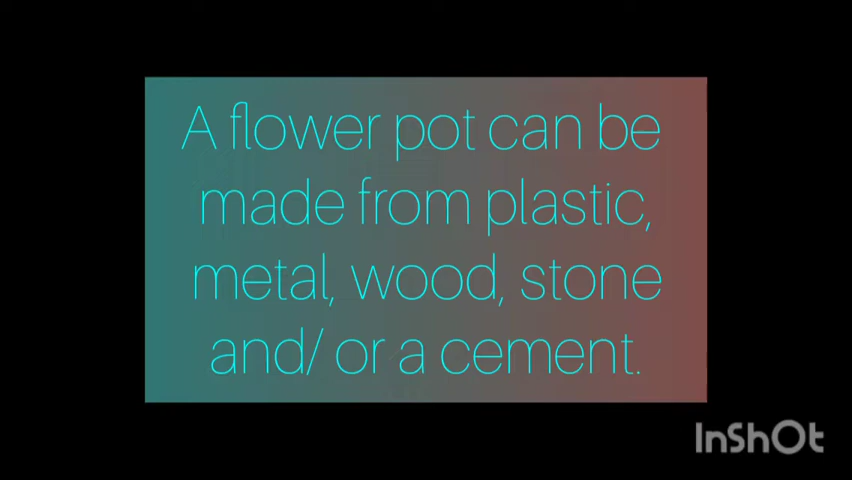 A flower pot can be
made from plastic,
metal, wood, stone
and/ or a cement.
InShOt